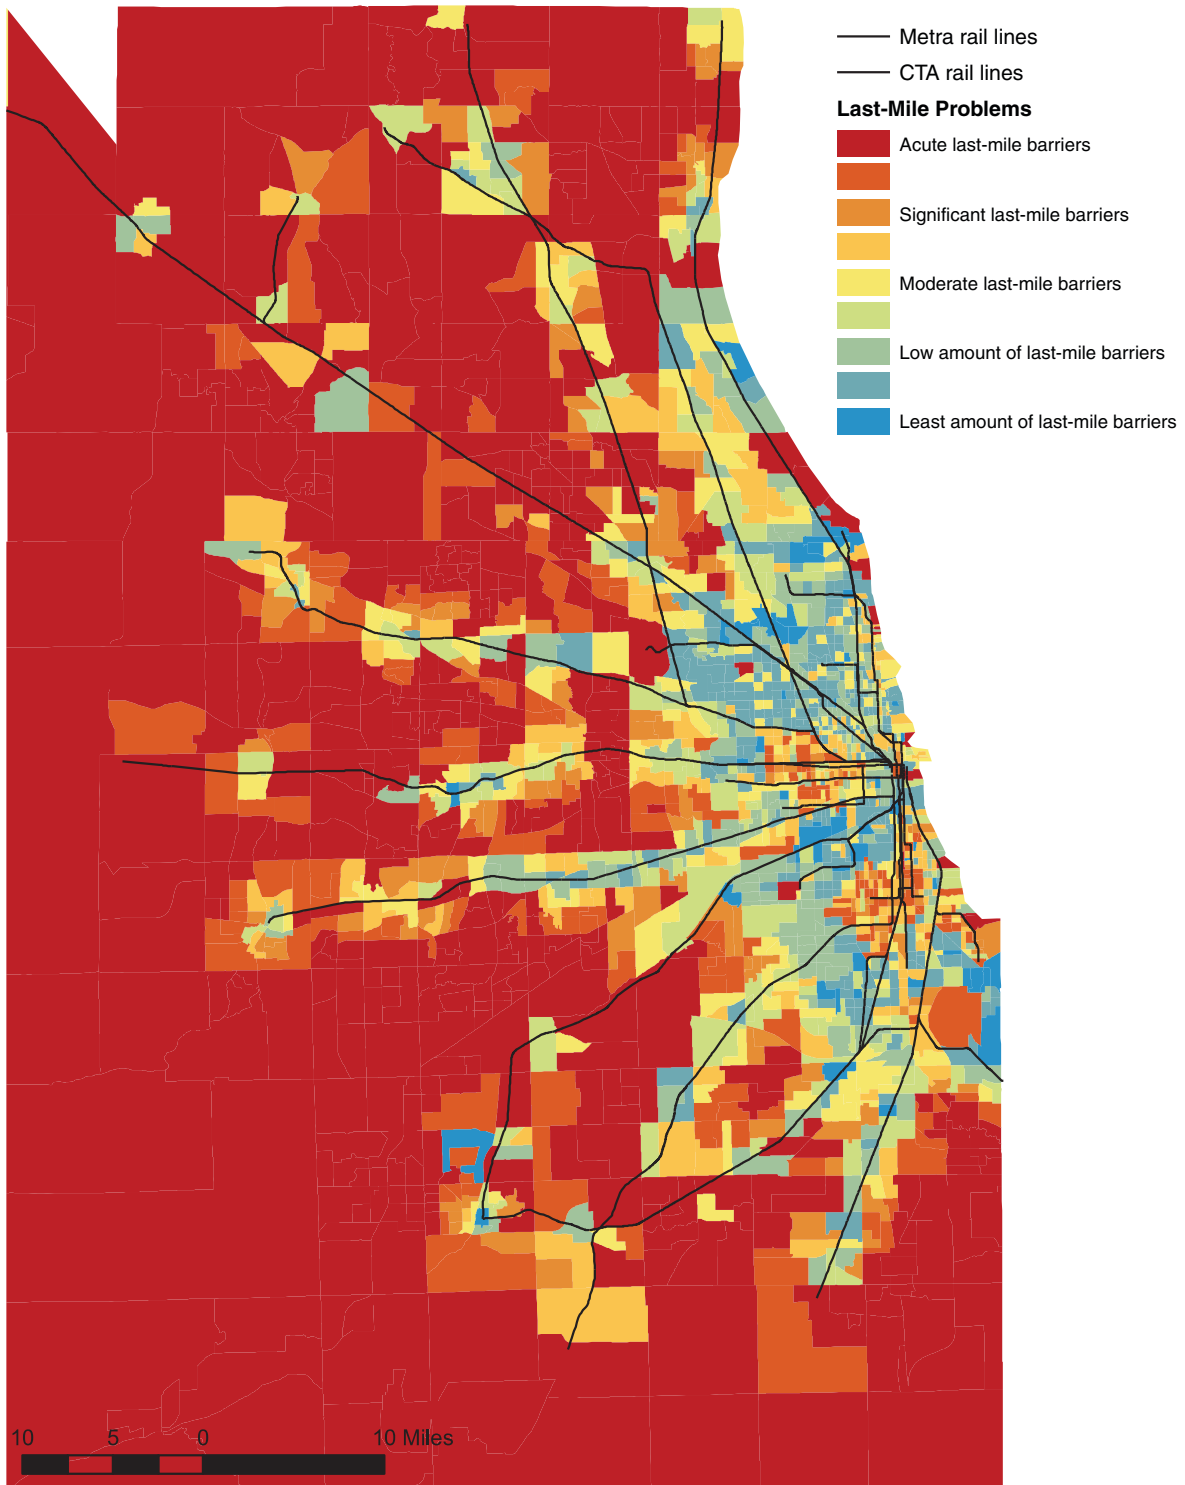 Metra rail lines
CTA rail lines
Last-Mile Problems
Acute last-mile barriers
Significant last-mile barriers
Moderate last-mile barriers
Low amount of last-mile barriers
Least amount of last-mile barriers
10 5 0 10 Miles